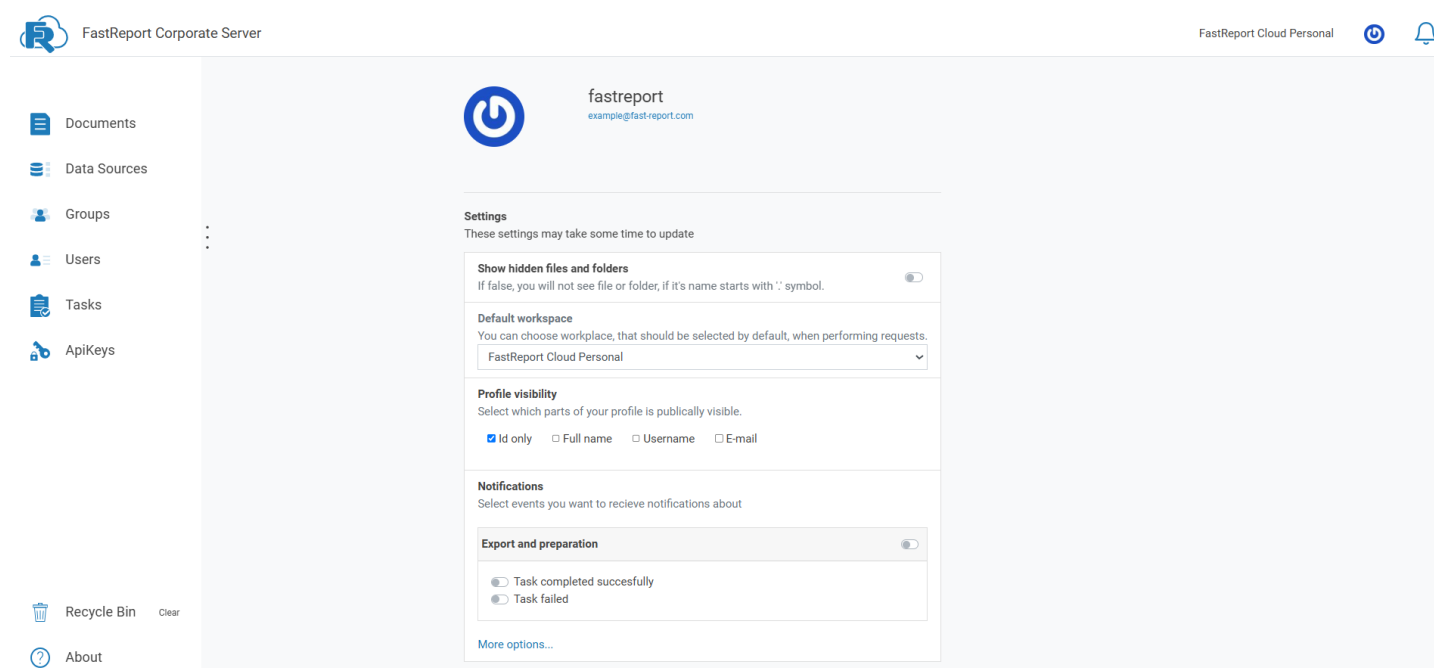 FastReport Corporate Server
FastReport Cloud Personal
Documents
Data Sources
Groups
Users
Tasks
ApiKeys
Recycle Bin Clear
About
fastreport
example@fast-report.com
Settings
These settings may take some time to update
Show hidden files and folders
If false, you will not see file or folder, if it's name starts with '.' symbol.
Default workspace
You can choose workplace, that should be selected by default, when performing requests.
FastReport Cloud Personal
Profile visibility
Select which parts of your profile is publically visible.
Id only Full name Username E-mail
Notifications
Select events you want to recieve notifications about
Export and preparation
Task completed succesfully
Task failed
More options...